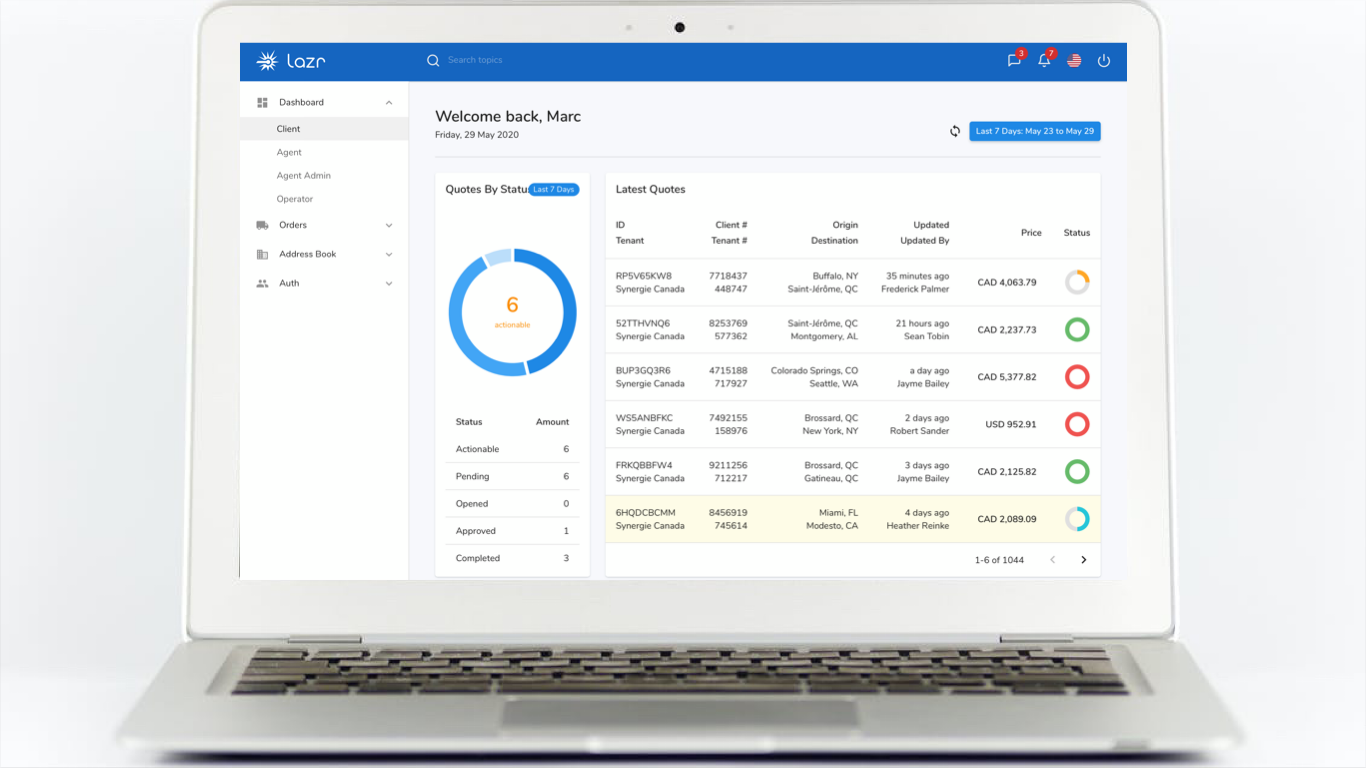 lazr
Search topics
3
7
Dashboard
Client
Agent
Agent Admin
Operator
Orders
Address Book
Auth
Welcome back, Marc
Friday, 29 May 2020
Last 7 Days: May 23 to May 29
Quotes By Statu
Last 7 Days
6
actionable
Status Amount
Actionable 6
Pending 6
Opened 0
Approved 1
Completed 3
Latest Quotes
ID Client # Origin Updated Price Status
Tenant Tenant # Destination Updated By
RP5V65KW8 7718437 Buffalo, NY 35 minutes ago CAD 4,063.79
Synergie Canada 448747 Saint-Jérôme, QC Frederick Palmer
52TTHVNQ6 8253769 Saint-Jérôme, QC 21 hours ago CAD 2,237.73
Synergie Canada 577362 Montgomery, AL Sean Tobin
BUP3GQ3R6 4715188 Colorado Springs, CO a day ago CAD 5,377.82
Synergie Canada 717927 Seattle, WA Jayme Bailey
WS5ANBFKC 7492155 Brossard, QC 2 days ago USD 952.91
Synergie Canada 158976 New York, NY Robert Sander
FRKQBBFW4 9211256 Brossard, QC 3 days ago CAD 2,125.82
Synergie Canada 712217 Gatineau, QC Jayme Bailey
6HQDCBCMM 8456919 Miami, FL 4 days ago CAD 2,089.09
Synergie Canada 745614 Modesto, CA Heather Reinke
1-6 of 1044